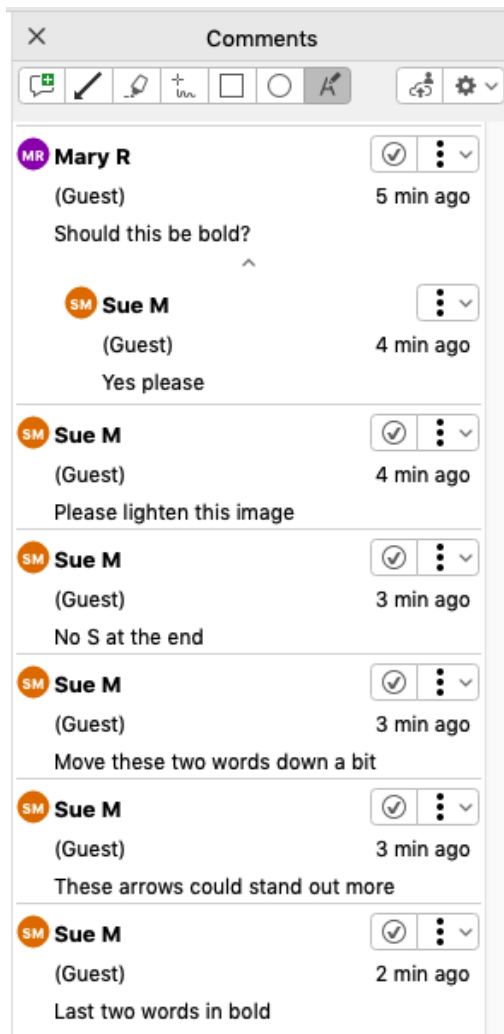 Comments
MR Mary R
(Guest) 5 min ago
Should this be bold?
SM Sue M
(Guest) 4 min ago
Yes please
SM Sue M
(Guest) 4 min ago
Please lighten this image
SM Sue M
(Guest) 3 min ago
No S at the end
SM Sue M
(Guest) 3 min ago
Move these two words down a bit
SM Sue M
(Guest) 3 min ago
These arrows could stand out more
SM Sue M
(Guest) 2 min ago
Last two words in bold